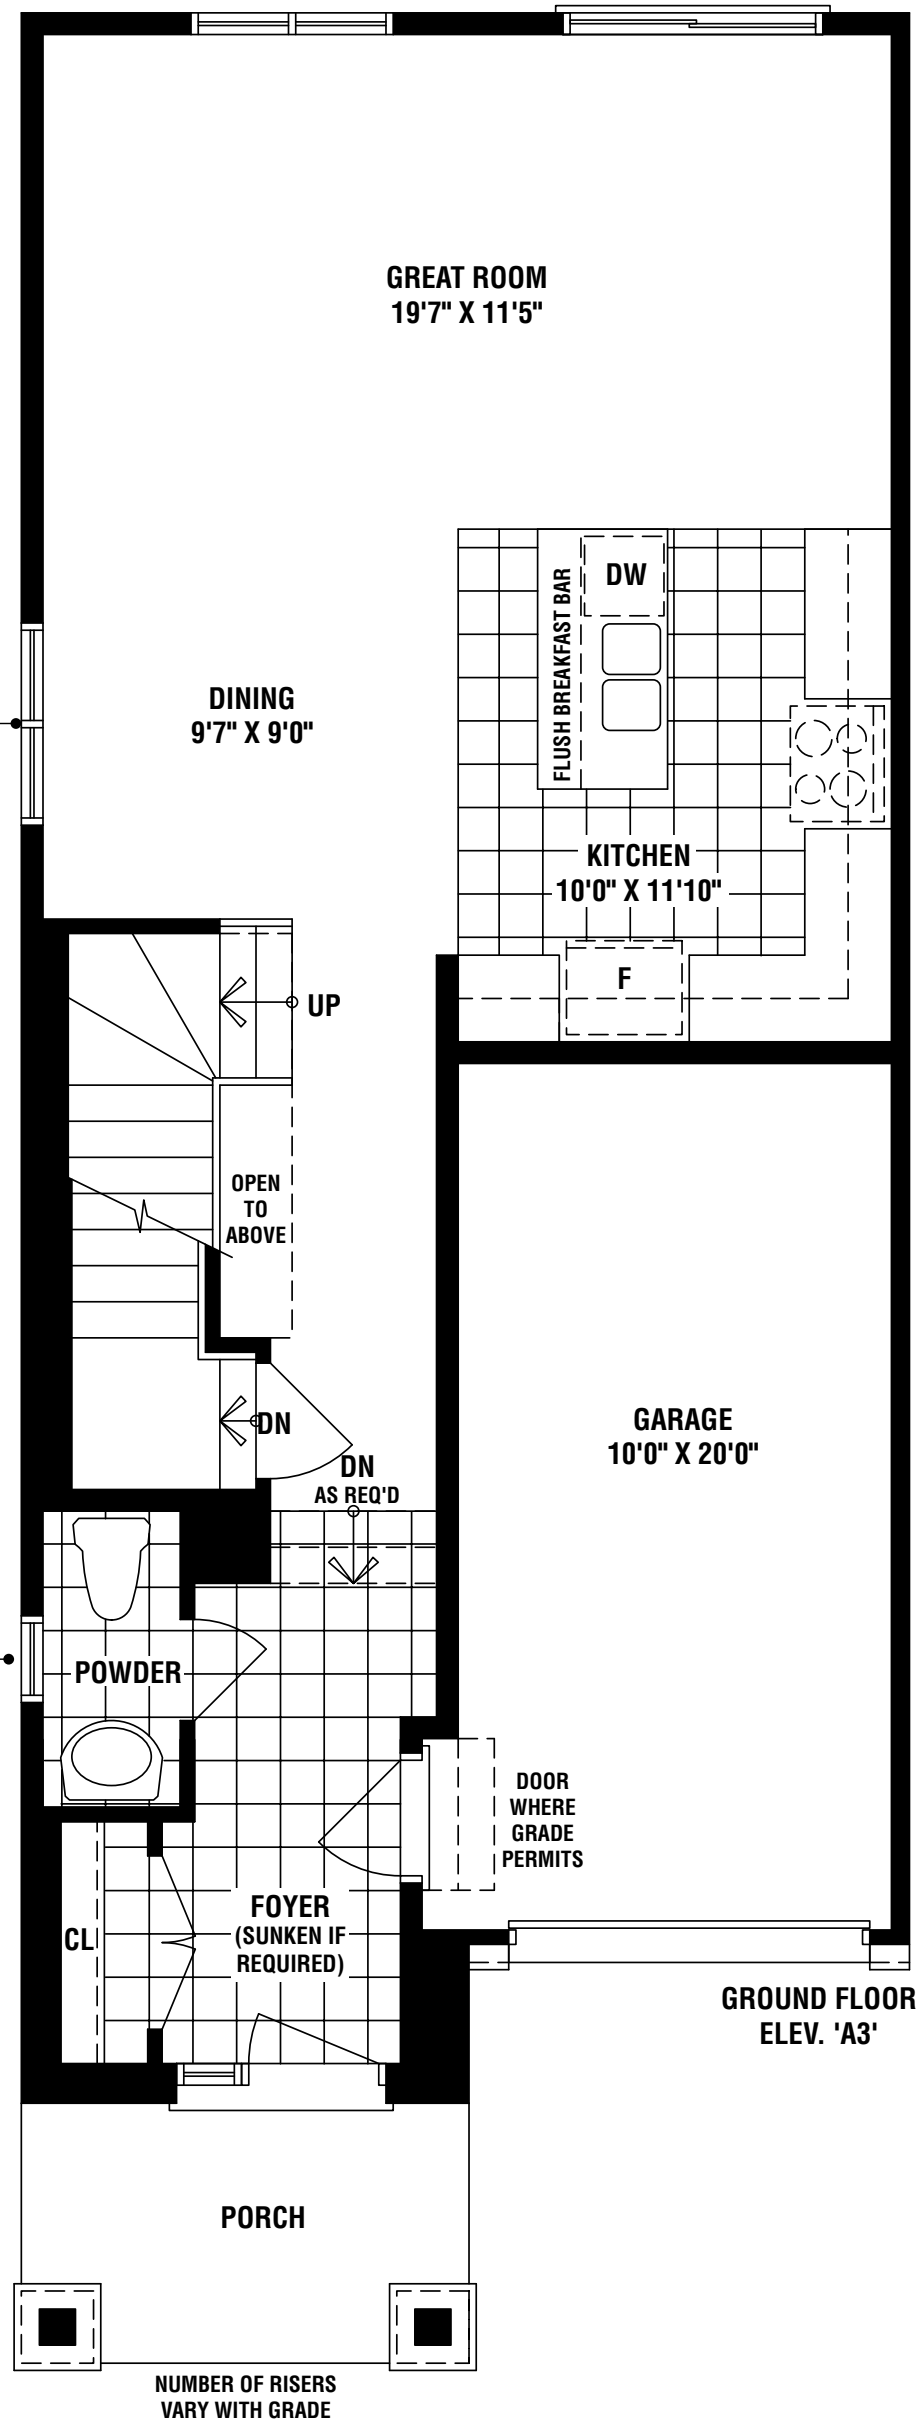 GREAT ROOM
19'7" X 11'5"
FLUSH BREAKFAST BAR
DW
DINING
9'7" X 9'0"
KITCHEN
10'0" X 11'10"
F
UP
OPEN
TO
ABOVE
DN
DN
AS REQ'D
GARAGE
10'0" X 20'0"
POWDER
DOOR
WHERE
GRADE
PERMITS
CL
FOYER
(SUNKEN IF
REQUIRED)
GROUND FLOOR
ELEV. 'A3'
PORCH
NUMBER OF RISERS
VARY WITH GRADE